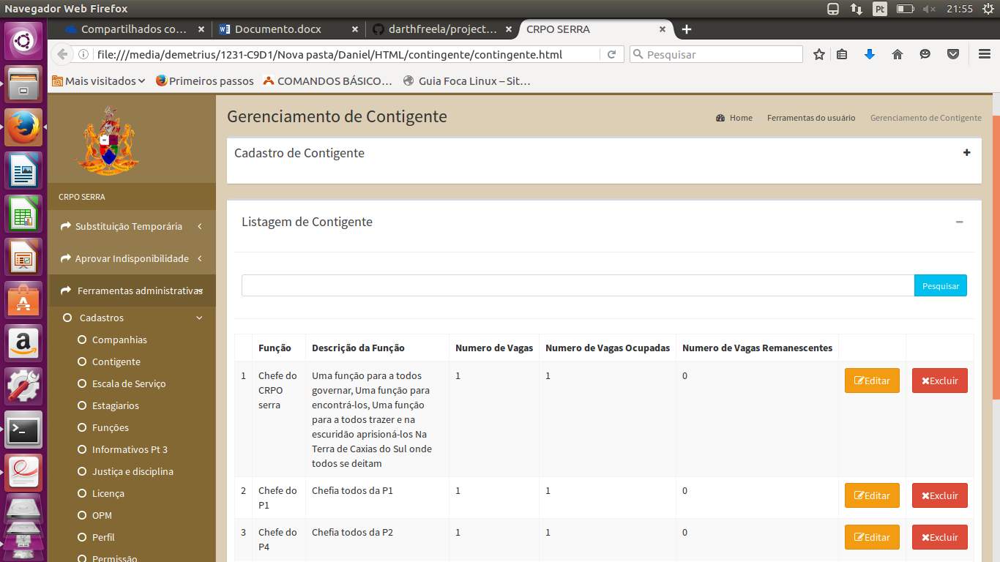 Navegador Web Firefox
Pt
21:55
Compartilhados co...
Documento.docx
darthfreela/project...
CRPO SERRA
file:///media/demetrius/1231-C9D1/Nova pasta/Daniel/HTML/contingente/contingente.html
Pesquisar
Mais visitados
Primeiros passos
COMANDOS BÁSICO...
Guia Foca Linux – Sit...
CRPO SERRA
Substituição Temporária
Aprovar Indisponibilidade
Ferramentas administrativas
Cadastros
Companhias
Contigente
Escala de Serviço
Estagiarios
Funções
Informativos Pt 3
Justiça e disciplina
Licença
OPM
Perfil
Permissão
Gerenciamento de Contigente
Home
Ferramentas do usuário
Gerenciamento de Contigente
Cadastro de Contigente
Listagem de Contigente
Pesquisar
Função
Descrição da Função
Numero de Vagas
Numero de Vagas Ocupadas
Numero de Vagas Remanescentes
1
Chefe do
CRPO
serra
Uma função para a todos
governar, Uma função para
encontrá-los, Uma função
para a todos trazer e na
escuridão aprisioná-los Na
Terra de Caxias do Sul onde
todos se deitam
1
1
0
Editar
Excluir
2
Chefe do
P1
Chefia todos da P1
1
1
0
Editar
Excluir
3
Chefe do
P4
Chefia todos da P2
1
1
0
Editar
Excluir